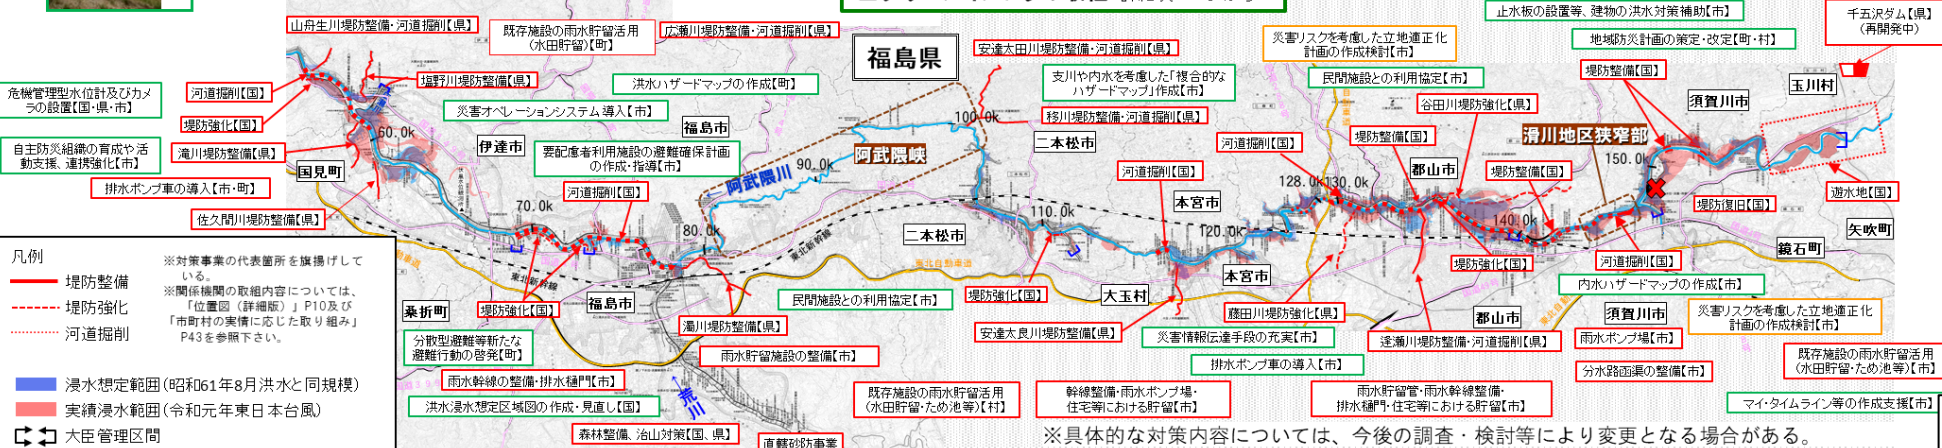 山舟生川堤防整備・河道掘削【県】
既存施設の雨水貯留活用
(水田貯留)【町】
広瀬川堤防整備・河道掘削【県】
福島県
安達太田川堤防整備・河道掘削【県】
災害リスクを考慮した立地適正化
計画の作成検討【市】
止水板の設置等、建物の洪水対策補助【市】
地域防災計画の策定・改定【町・村】
千五沢ダム【県】
(再開発中)
危機管理型水位計及びカメ
ラの設置【国・県・市】
河道掘削【国】
塩野川堤防整備【県】
洪水ハザードマップの作成【町】
災害オペレーションシステム導入【市】
支川や内水を考慮した「複合的な
ハザードマップ」作成【市】
民間施設との利用協定【市】
堤防整備【国】
玉川村
須賀川市
堤防強化【国】
60.0k
福島市
100.0k
移川堤防整備・河道掘削【県】
谷田川堤防強化【県】
自主防災組織の育成や活
動支援、連携強化【市】
滝川堤防整備【県】
伊達市
要配慮者利用施設の避難確保計画
の作成・指導【市】
阿武隈峡
二本松市
河道掘削【国】
堤防整備【国】
滑川地区狭窄部
150.0k
国見町
排水ポンプ車の導入【市・町】
90.0k
阿武隈川
河道掘削【国】
河道掘削【国】
128.0k
130.0k
郡山市
堤防整備【国】
遊水地【国】
佐久間川堤防整備【県】
70.0k
80.0k
二本松市
110.0k
本宮市
120.0k
140.0k
堤防復旧【国】
矢吹町
鏡石町
東北新幹線
東北自動車道
本宮市
堤防強化【国】
河道掘削【国】
凡例
堤防整備
堤防強化
河道掘削
※対策事業の代表箇所を旗揚げして
いる。
※関係機関の取組内容については、
「位置図(詳細版)」P10及び
「市町村の実情に応じた取り組み」
P43を参照下さい。
東北自動車道
東北新幹線
桑折町
堤防強化【国】
福島市
民間施設との利用協定【市】
堤防強化【国】
大玉村
内水ハザードマップの作成【市】
濁川堤防整備【県】
安達太良川堤防整備【県】
藤田川堤防強化【県】
郡山市
須賀川市
災害リスクを考慮した立地適正化
計画の作成検討【市】
分散型避難等新たな
避難行動の啓発【町】
雨水貯留施設の整備【市】
災害情報伝達手段の充実【市】
排水ポンプ車の導入【市】
逢瀬川堤防整備・河道掘削【県】
雨水ポンプ場【市】
分水路函渠の整備【市】
既存施設の雨水貯留活用
(水田貯留・ため池等)【市】
浸水想定範囲(昭和61年8月洪水と同規模)
実績浸水範囲(令和元年東日本台風)
大臣管理区間
雨水幹線の整備・排水樋門【市】
洪水浸水想定区域図の作成・見直し【国】
荒川
森林整備、治山対策【国、県】
直轄砂防事業
既存施設の雨水貯留活用
(水田貯留・ため池等)【村】
幹線整備・雨水ポンプ場・
住宅等における貯留【市】
雨水貯留管・雨水幹線整備・
排水樋門・住宅等における貯留【市】
マイ・タイムライン等の作成支援【市】
※具体的な対策内容については、今後の調査・検討等により変更となる場合がある。